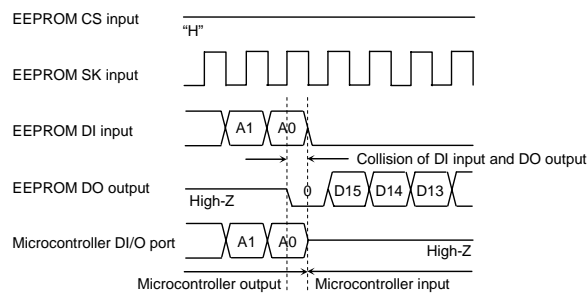 EEPROM CS input
“H”
EEPROM SK input
EEPROM DI input
A1 A0
Collision of DI input and DO output
EEPROM DO output
High-Z
0 D15 D14 D13
Microcontroller DI/O port
A1 A0
High-Z
Microcontroller output Microcontroller input